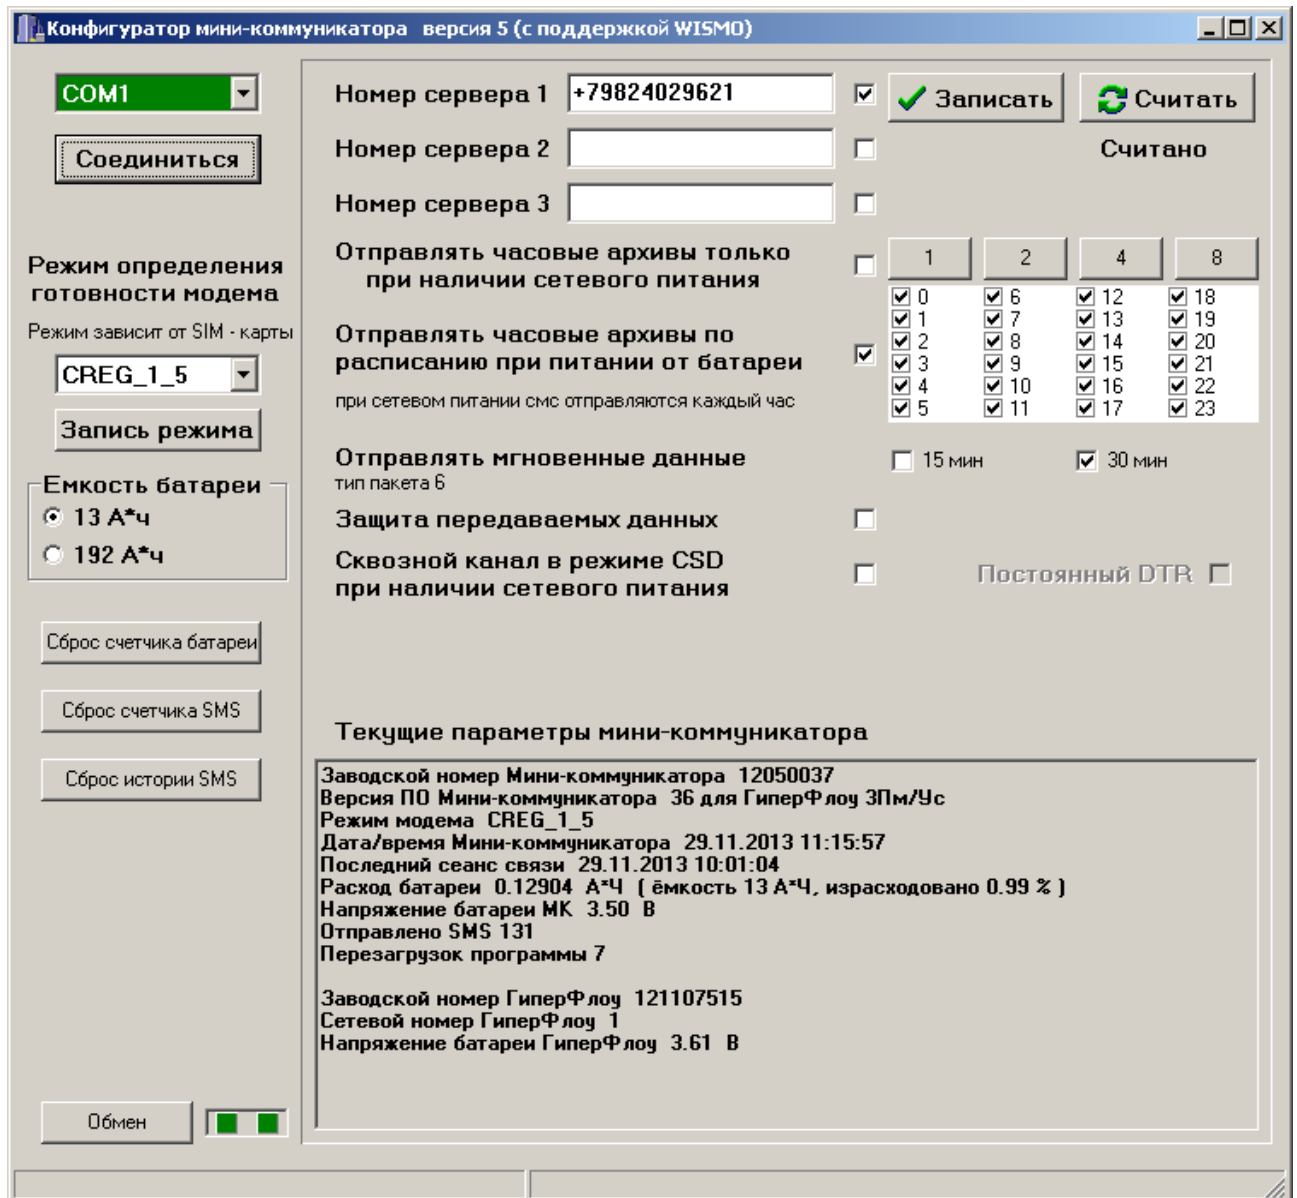 Конфигуратор мини-коммуникатора версия 5 (с поддержкой WISMO)
COM1
Соединиться
Режим определения
готовности модема
Режим зависит от SIM - карты
CREG_1_5
Запись режима
Емкость батареи
13 А*ч
192 А*ч
Сброс счетчика батареи
Сброс счетчика SMS
Сброс истории SMS
Обмен
Номер сервера 1 +79824029621
Записать
Считать
Номер сервера 2
Считано
Номер сервера 3
Отправлять часовые архивы только
при наличии сетевого питания
1 2 4 8
0 6 12 18
1 7 13 19
2 8 14 20
3 9 15 21
4 10 16 22
5 11 17 23
Отправлять часовые архивы по
расписанию при питании от батареи
при сетевом питании смс отправляются каждый час
Отправлять мгновенные данные
тип пакета 6
15 мин 30 мин
Защита передаваемых данных
Сквозной канал в режиме CSD
при наличии сетевого питания
Постоянный DTR
Текущие параметры мини-коммуникатора
Заводской номер Мини-коммуникатора 12050037
Версия ПО Мини-коммуникатора 36 для ГиперФлоу 3Пм/Ус
Режим модема CREG_1_5
Дата/время Мини-коммуникатора 29.11.2013 11:15:57
Последний сеанс связи 29.11.2013 10:01:04
Расход батареи 0.12904 А*Ч ( ёмкость 13 А*Ч, израсходовано 0.99 % )
Напряжение батареи МК 3.50 В
Отправлено SMS 131
Перезагрузок программы 7
Заводской номер ГиперФлоу 121107515
Сетевой номер ГиперФлоу 1
Напряжение батареи ГиперФлоу 3.61 В